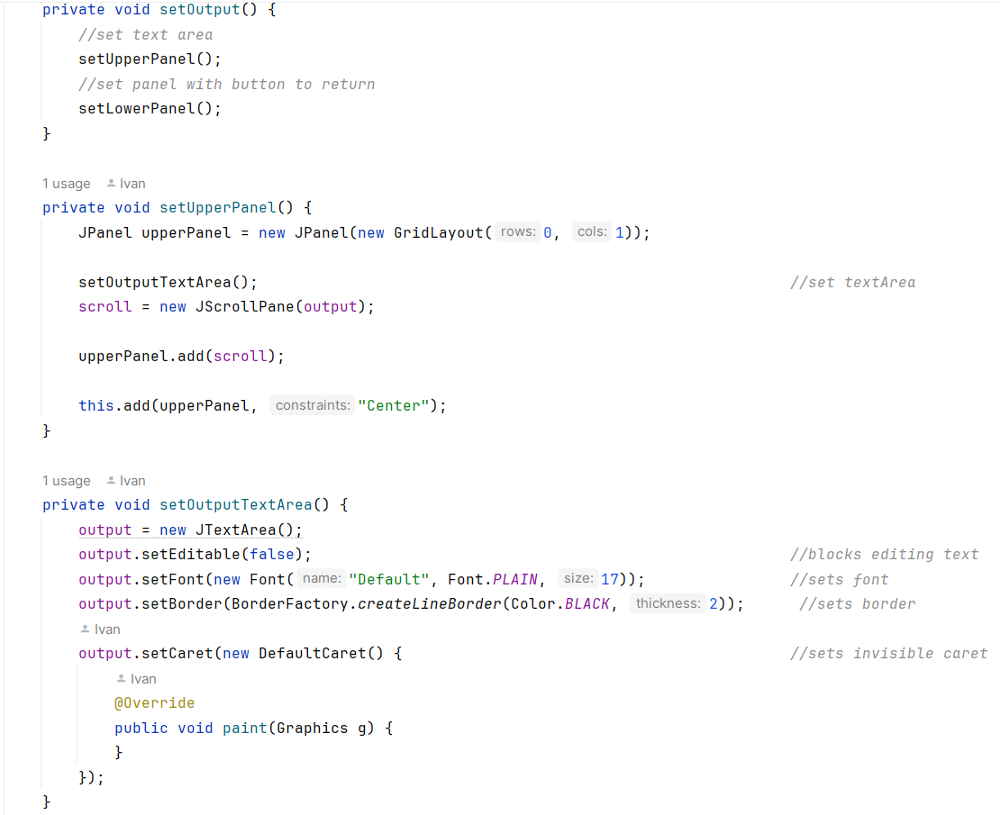 private void setOutput() {
//set text area
setUpperPanel();
//set panel with button to return
setLowerPanel();
}
1 usage Ivan
private void setUpperPanel() {
JPanel upperPanel = new JPanel(new GridLayout( rows: 0, cols: 1));
setOutputTextArea(); //set textArea
scroll = new JScrollPane(output);
upperPanel.add(scroll);
this.add(upperPanel, constraints: "Center");
}
1 usage Ivan
private void setOutputTextArea() {
output = new JTextArea();
output.setEditable(false); //blocks editing text
output.setFont(new Font( name: "Default", Font.PLAIN, size: 17)); //sets font
output.setBorder(BorderFactory.createLineBorder(Color.BLACK, thickness: 2)); //sets border
Ivan
output.setCaret(new DefaultCaret() { //sets invisible caret
Ivan
@Override
public void paint(Graphics g) {
}
});
}